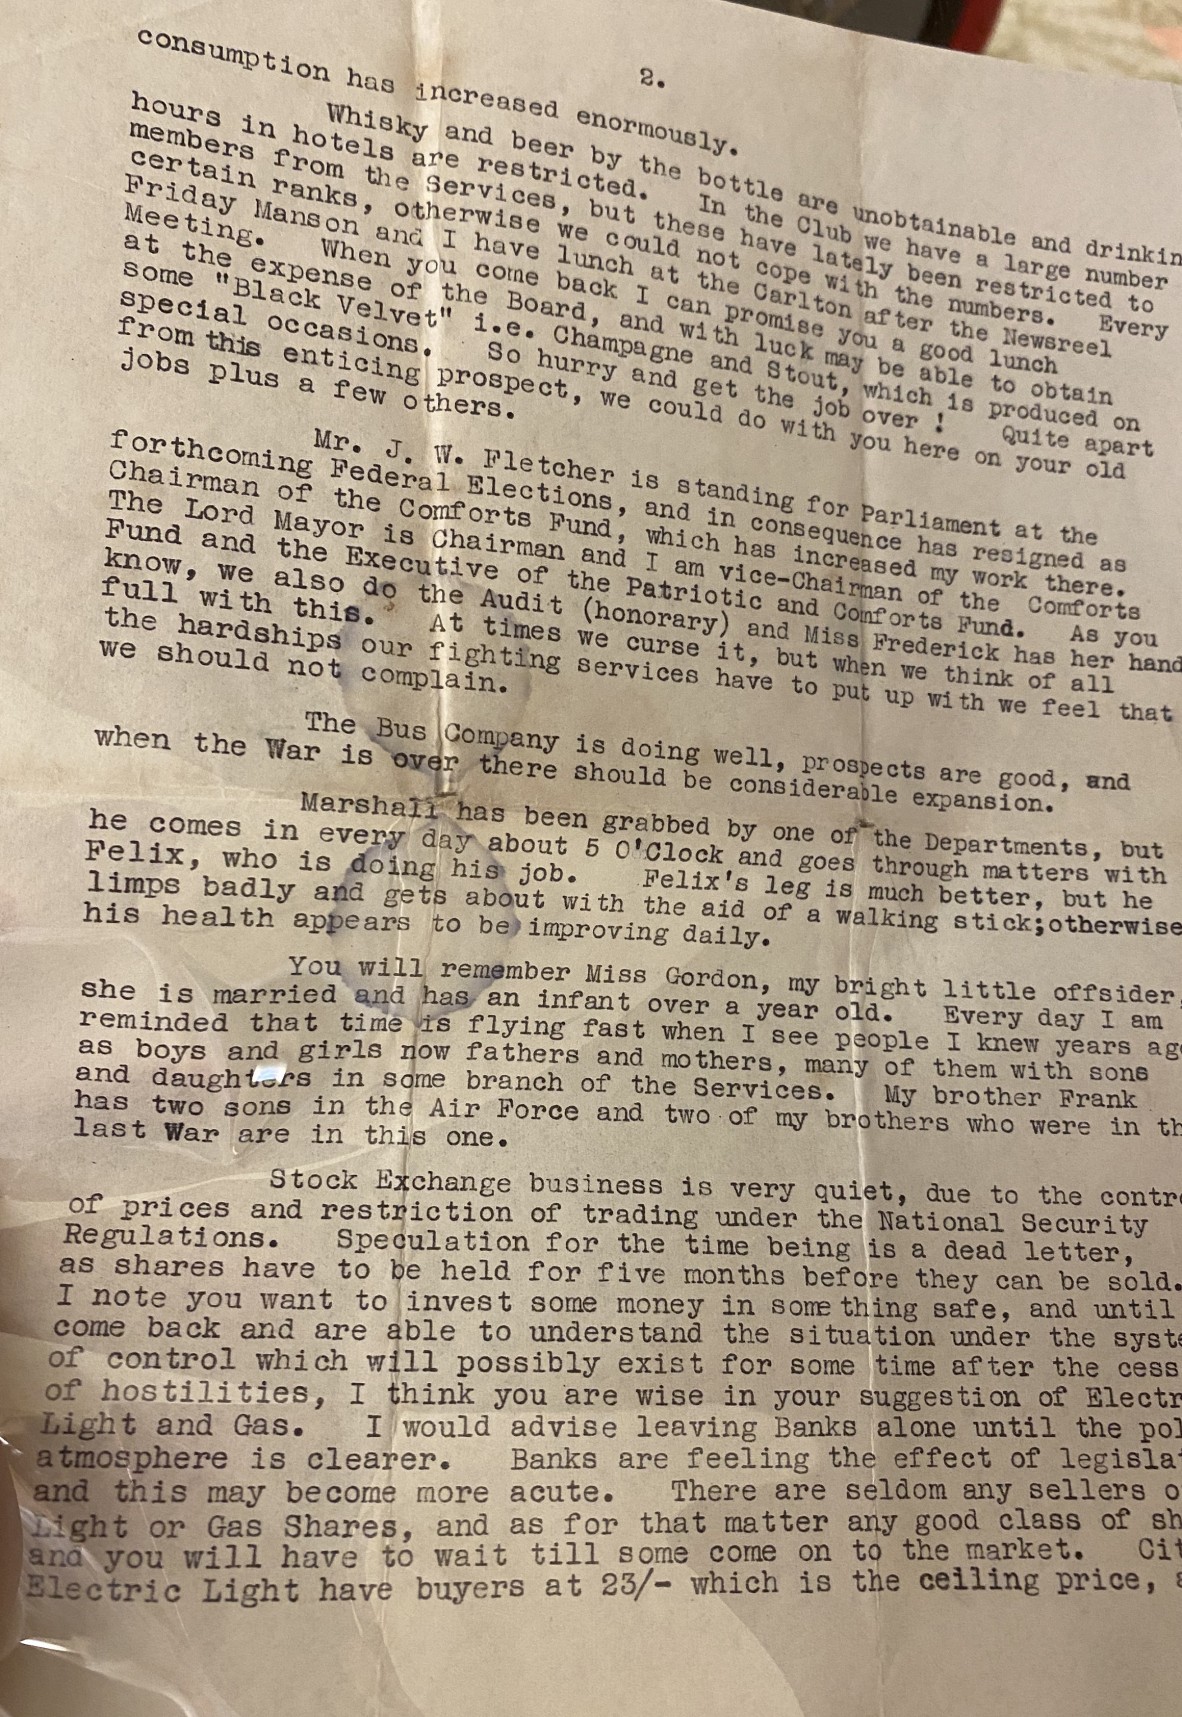 2.
consumption has increased enormously.
Whisky and beer by the bottle are unobtainable and drinkin
hours in hotels are restricted. In the Club we have a large number
members from the Services, but these have lately been restricted to
certain ranks, otherwise we could not cope with the numbers. Every
Friday Manson and I have lunch at the Carlton after the Newsreel
Meeting. When you come back I can promise you a good lunch
at the expense of the Board, and with luck may be able to obtain
some "Black Velvet" i.e. Champagne and Stout, which is produced on
special occasions. So hurry and get the job over ! Quite apart
from this enticing prospect, we could do with you here on your old
jobs plus a few others.
Mr. J. W. Fletcher is standing for Parliament at the
forthcoming Federal Elections, and in consequence has resigned as
Chairman of the Comforts Fund, which has increased my work there.
The Lord Mayor is Chairman and I am vice-Chairman of the Comforts
Fund and the Executive of the Patriotic and Comforts Fund. As you
know, we also do the Audit (honorary) and Miss Frederick has her hand
full with this. At times we curse it, but when we think of all
the hardships our fighting services have to put up with we feel that
we should not complain.
The Bus Company is doing well, prospects are good, and
when the War is over there should be considerable expansion.
Marshall has been grabbed by one of the Departments, but
he comes in every day about 5 O'Clock and goes through matters with
Felix, who is doing his job. Felix's leg is much better, but he
limps badly and gets about with the aid of a walking stick;otherwise
his health appears to be improving daily.
You will remember Miss Gordon, my bright little offsider,
she is married and has an infant over a year old. Every day I am
reminded that time is flying fast when I see people I knew years ag
as boys and girls now fathers and mothers, many of them with sons
and daughters in some branch of the Services. My brother Frank
has two sons in the Air Force and two of my brothers who were in th
last War are in this one.
Stock Exchange business is very quiet, due to the contr
of prices and restriction of trading under the National Security
Regulations. Speculation for the time being is a dead letter,
as shares have to be held for five months before they can be sold.
I note you want to invest some money in some thing safe, and until
come back and are able to understand the situation under the syste
of control which will possibly exist for some time after the cess
of hostilities, I think you are wise in your suggestion of Electr
Light and Gas. I would advise leaving Banks alone until the pol
atmosphere is clearer. Banks are feeling the effect of legisla
and this may become more acute. There are seldom any sellers o
Light or Gas Shares, and as for that matter any good class of sh
and you will have to wait till some come on to the market. Cit
Electric Light have buyers at 23/- which is the ceiling price,